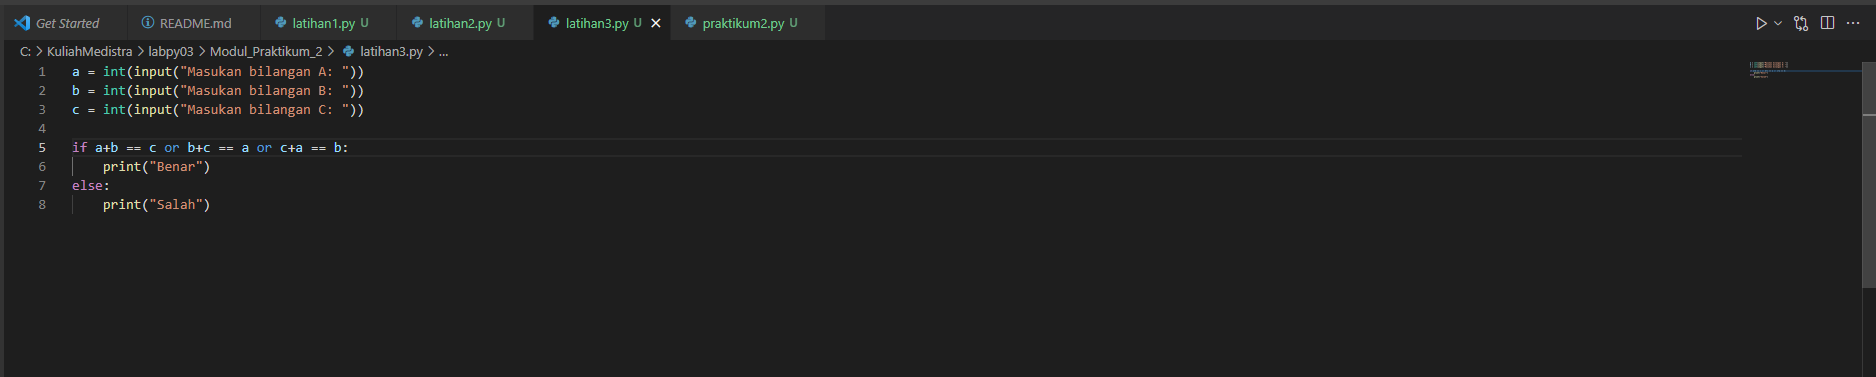 Get Started README.md latihan1.py U latihan2.py U latihan3.py U praktikum2.py U
C: > KuliahMedistra > labpy03 > Modul_Praktikum_2 > latihan3.py > ...
1 a = int(input("Masukan bilangan A: "))
2 b = int(input("Masukan bilangan B: "))
3 c = int(input("Masukan bilangan C: "))
4
5 if a+b == c or b+c == a or c+a == b:
6     print("Benar")
7 else:
8     print("Salah")